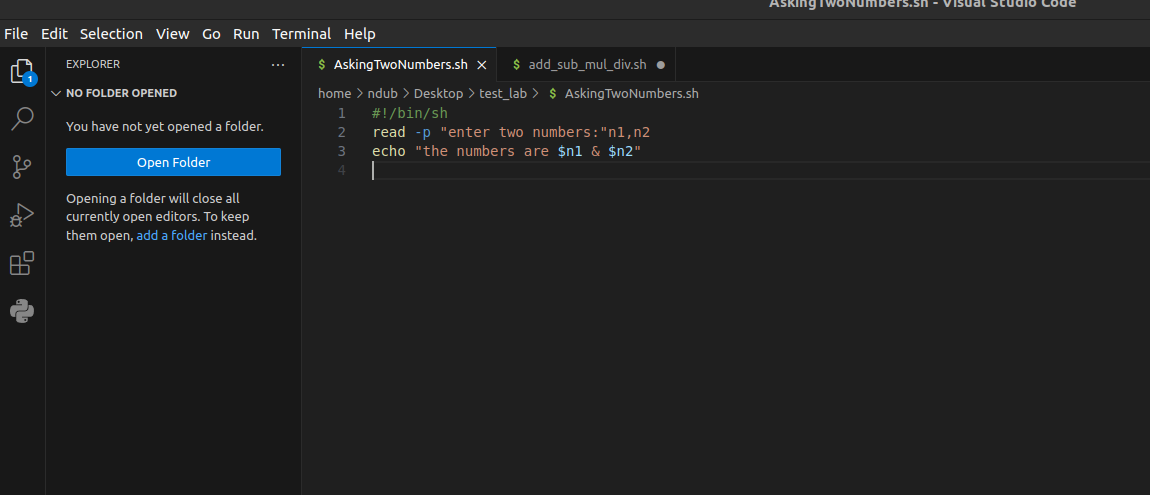 AskingTwoNumbers.sh - Visual Studio Code
File Edit Selection View Go Run Terminal Help
EXPLORER ...
AskingTwoNumbers.sh
add_sub_mul_div.sh
1
NO FOLDER OPENED
home > ndub > Desktop > test_lab > $ AskingTwoNumbers.sh
You have not yet opened a folder.
Open Folder
Opening a folder will close all
currently open editors. To keep
them open, add a folder instead.
1 #!/bin/sh
2 read -p "enter two numbers:"n1,n2
3 echo "the numbers are $n1 & $n2"
4